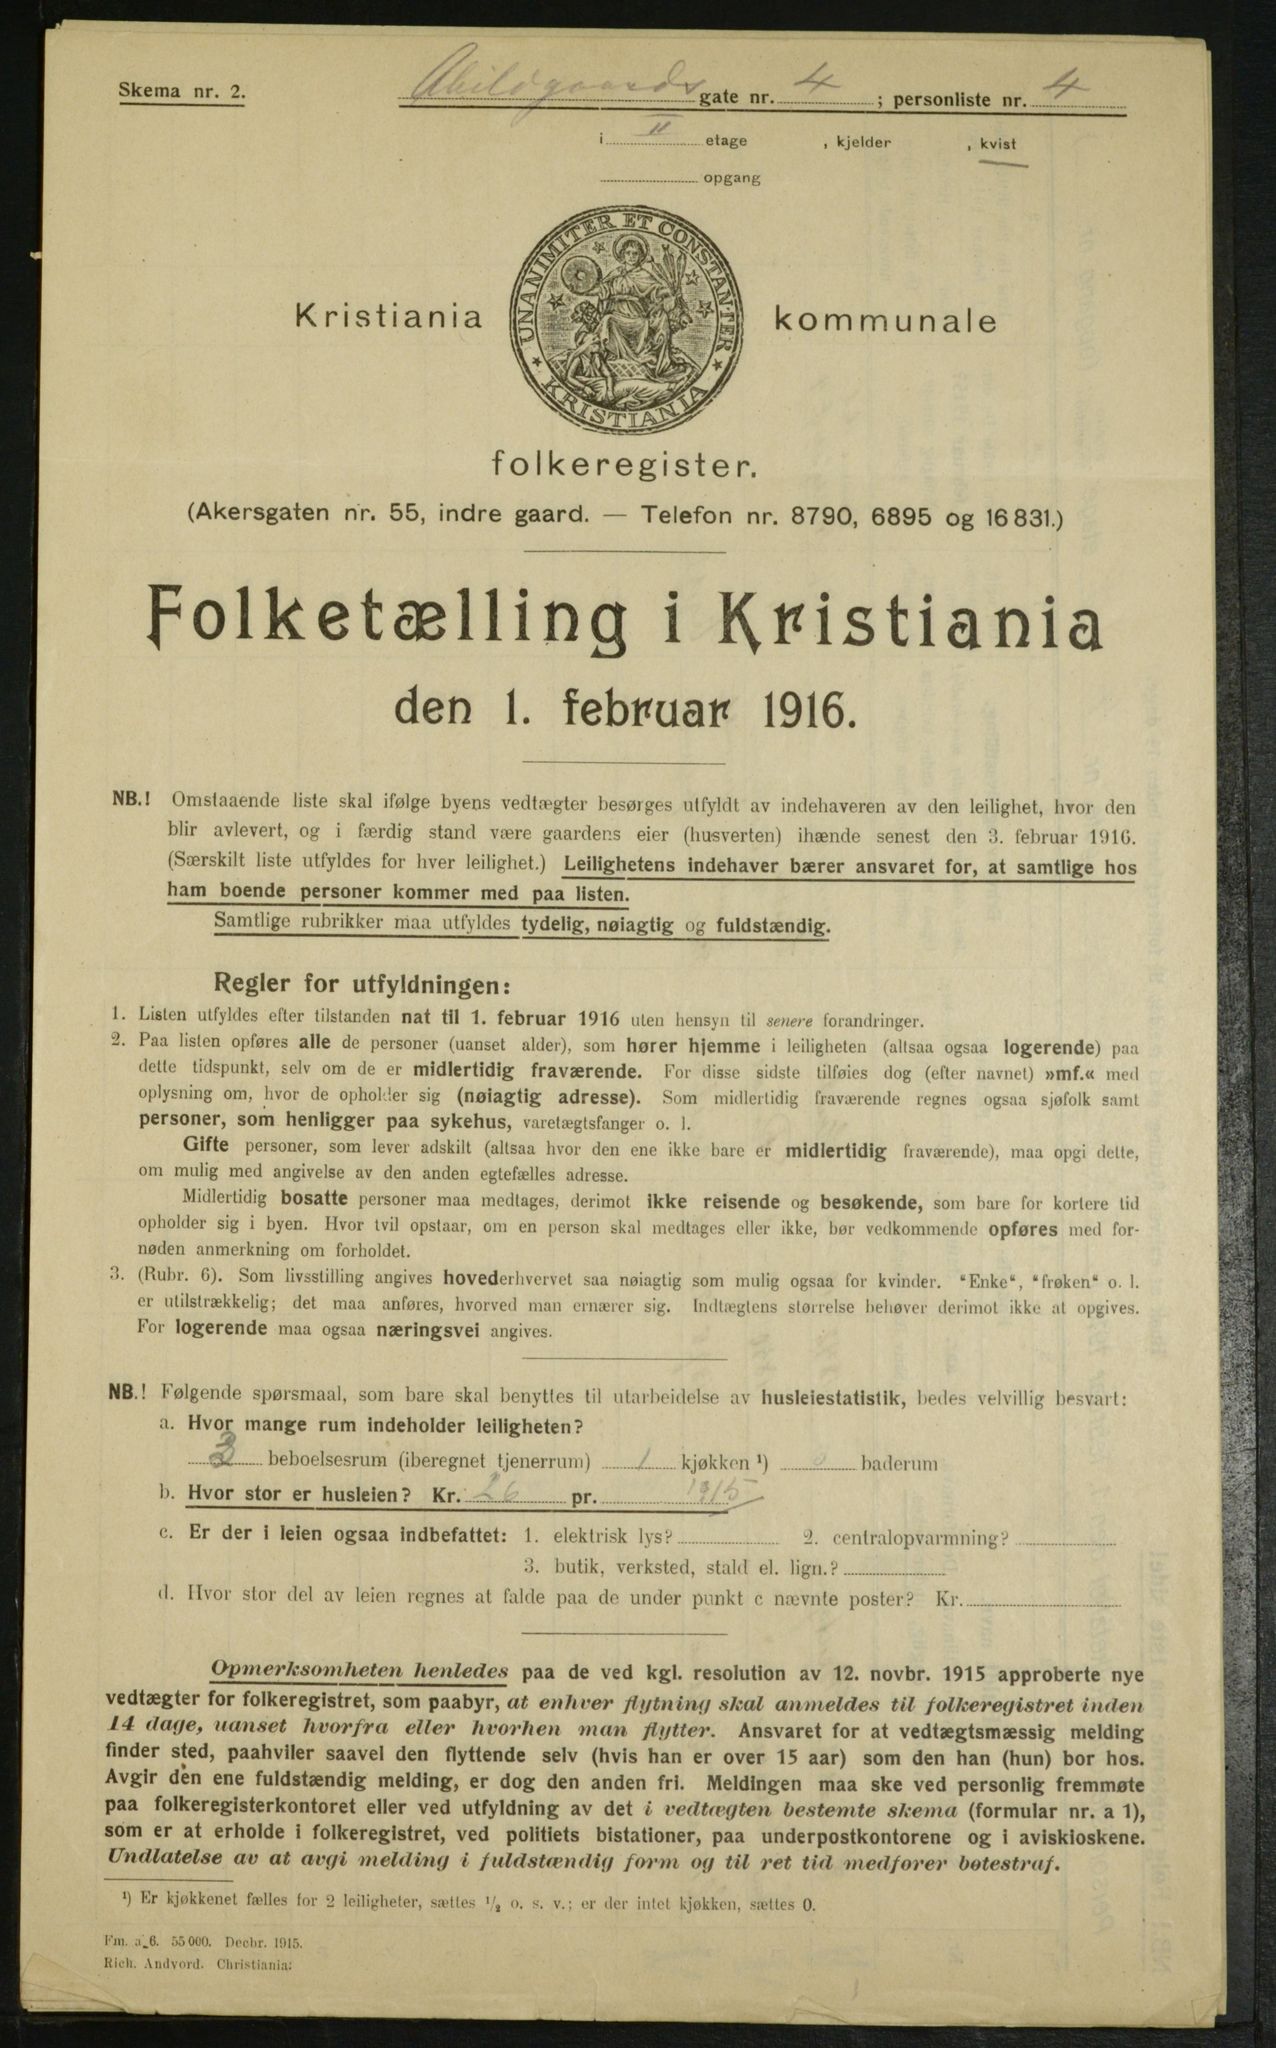 Skema nr. 2.
Abildgaards gate nr. 4; personliste nr. 4
i II etage , kjelder , kvist
opgang
UNANIMITER ET CONSTANTER
KRISTIANIA
Kristiania kommunale
folkeregister.
(Akersgaten nr. 55, indre gaard. — Telefon nr. 8790, 6895 og 16 831.)
Folketælling i Kristiania
den 1. februar 1916.
NB.! Omstaaende liste skal ifølge byens vedtægter besørges utfyldt av indehaveren av den leilighet, hvor den
blir avlevert, og i færdig stand være gaardens eier (husverten) ihænde senest den 3. februar 1916.
(Særskilt liste utfyldes for hver leilighet.) Leilighetens indehaver bærer ansvaret for, at samtlige hos
ham boende personer kommer med paa listen.
Samtlige rubrikker maa utfyldes tydelig, nøiagtig og fuldstændig.
Regler for utfyldningen:
1. Listen utfyldes efter tilstanden nat til 1. februar 1916 uten hensyn til senere forandringer.
2. Paa listen opføres alle de personer (uanset alder), som hører hjemme i leiligheten (altsaa ogsaa logerende) paa
dette tidspunkt, selv om de er midlertidig fraværende. For disse sidste tilføies dog (efter navnet) »mf.« med
oplysning om, hvor de opholder sig (nøiagtig adresse). Som midlertidig fraværende regnes ogsaa sjøfolk samt
personer, som henligger paa sykehus, varetægtsfanger o. l.
Gifte personer, som lever adskilt (altsaa hvor den ene ikke bare er midlertidig fraværende), maa opgi dette,
om mulig med angivelse av den anden egtefælles adresse.
Midlertidig bosatte personer maa medtages, derimot ikke reisende og besøkende, som bare for kortere tid
opholder sig i byen. Hvor tvil opstaar, om en person skal medtages eller ikke, bør vedkommende opføres med for-
nøden anmerkning om forholdet.
3. (Rubr. 6). Som livsstilling angives hovederhvervet saa nøiagtig som mulig ogsaa for kvinder. "Enke", "frøken" o. l.
er utilstrækkelig; det maa anføres, hvorved man ernærer sig. Indtægtens størrelse behøver derimot ikke at opgives.
For logerende maa ogsaa næringsvei angives.
NB.! Følgende spørsmaal, som bare skal benyttes til utarbeidelse av husleiestatistik, bedes velvillig besvart:
a. Hvor mange rum indeholder leiligheten?
beboelsesrum (iberegnet tjenerrum) 1 kjøkken ¹) 0 baderum
b. Hvor stor er husleien? Kr. 26 pr. 1915
c. Er der i leien ogsaa indbefattet: 1. elektrisk lys? 2. centralopvarmning?
3. butik, verksted, stald el. lign.?
d. Hvor stor del av leien regnes at falde paa de under punkt c nævnte poster? Kr.
Opmerksomheten henledes paa de ved kgl. resolution av 12. novbr. 1915 approberte nye
vedtægter for folkeregistret, som paabyr, at enhver flytning skal anmeldes til folkeregistret inden
14 dage, uanset hvorfra eller hvorhen man flytter. Ansvaret for at vedtægtsmæssig melding
finder sted, paahviler saavel den flyttende selv (hvis han er over 15 aar) som den han (hun) bor hos.
Avgir den ene fuldstændig melding, er dog den anden fri. Meldingen maa ske ved personlig fremmøte
paa folkeregisterkontoret eller ved utfyldning av det i vedtægten bestemte skema (formular nr. a 1),
som er at erholde i folkeregistret, ved politiets bistationer, paa underpostkontorene og i aviskioskene.
Undlatelse av at avgi melding i fuldstændig form og til ret tid medfører bøtestraf.
¹) Er kjøkkenet fælles for 2 leiligheter, sættes ½ o. s. v.; er der intet kjøkken, sættes 0.
Fm. a 6. 55 000. Decbr. 1915.
Rich. Andvord. Christiania.